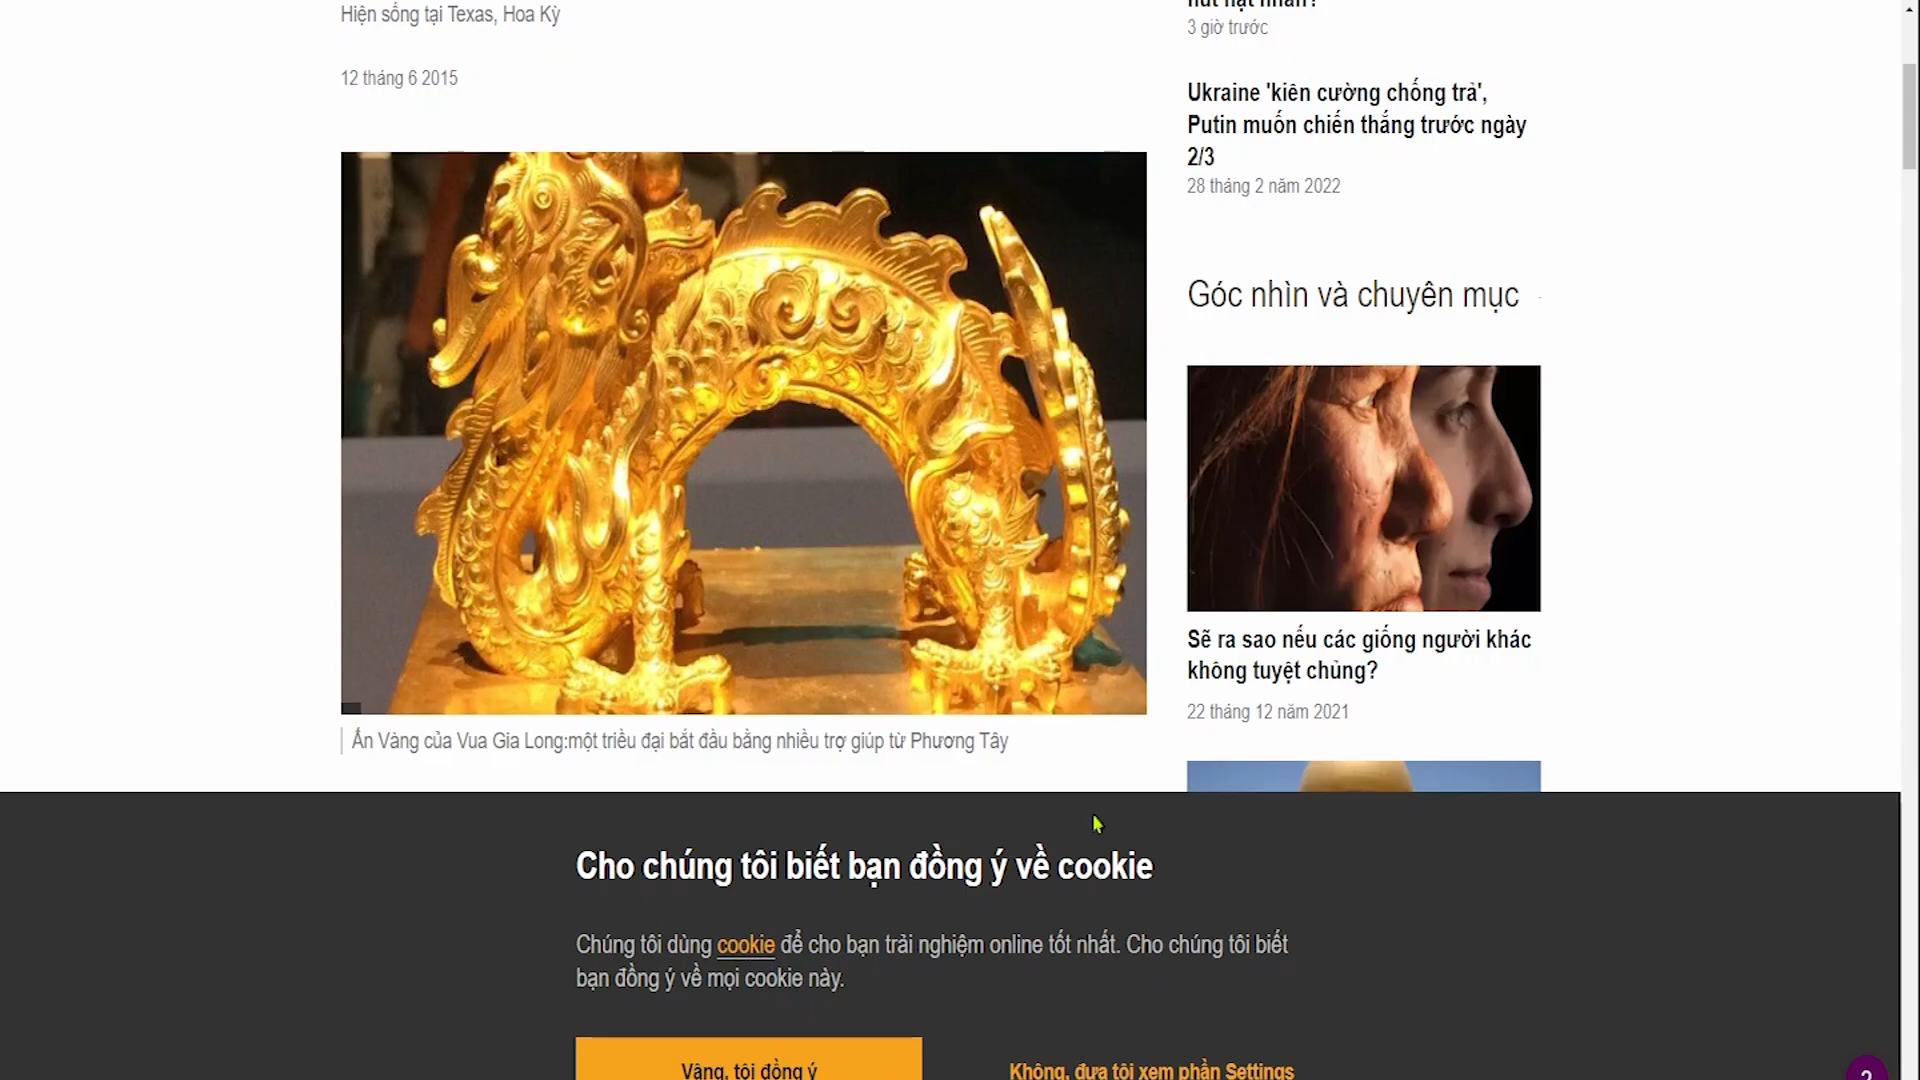 Hiện sống tại Texas, Hoa Kỳ
12 tháng 6 2015
Ấn Vàng của Vua Gia Long:một triều đại bắt đầu bằng nhiều trợ giúp từ Phương Tây
3 giờ trước
Ukraine 'kiên cường chống trả',
Putin muốn chiến thắng trước ngày
2/3
28 tháng 2 năm 2022
Góc nhìn và chuyên mục
Sẽ ra sao nếu các giống người khác
không tuyệt chủng?
22 tháng 12 năm 2021
Cho chúng tôi biết bạn đồng ý về cookie
Chúng tôi dùng cookie để cho bạn trải nghiệm online tốt nhất. Cho chúng tôi biết
bạn đồng ý về mọi cookie này.
Vâng, tôi đồng ý
Không, đưa tôi xem phần Settings